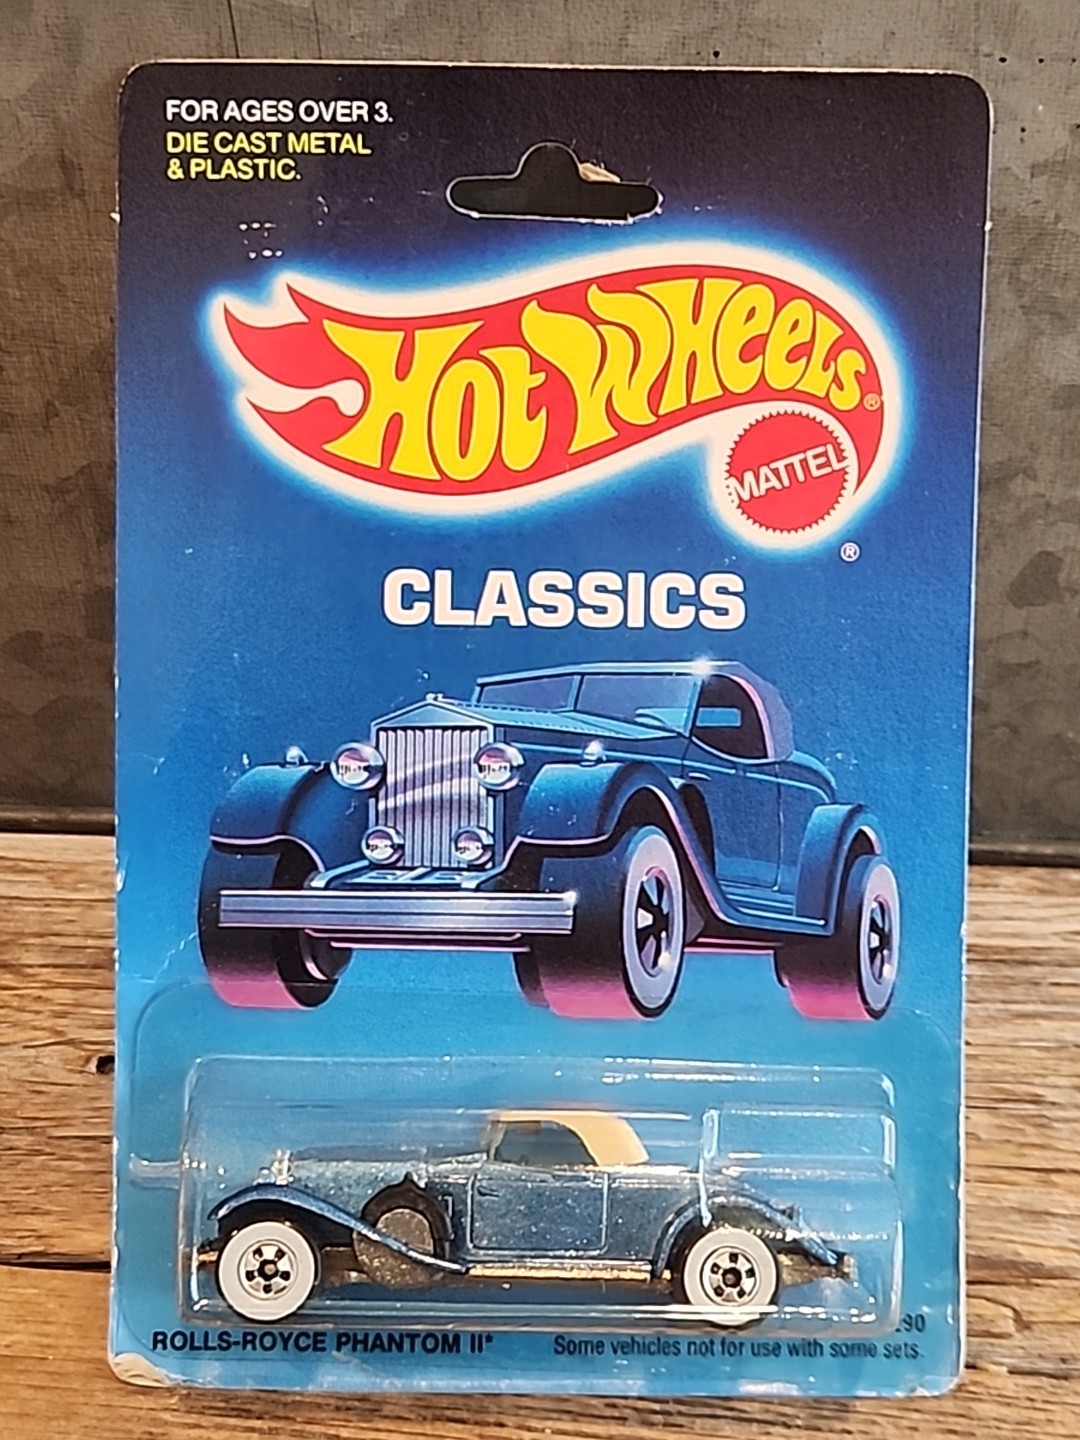 FOR AGES OVER 3.
DIE CAST METAL
& PLASTIC.
HOT WHEELS®
MATTEL
®
CLASSICS
ROLLS-ROYCE PHANTOM II*
Some vehicles not for use with some sets.